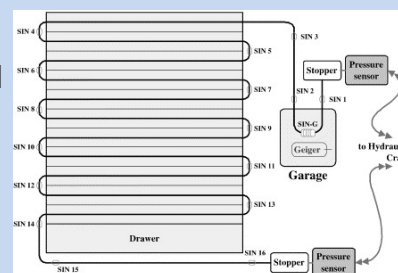 SIN 4
SIN 3
SIN 5
Stopper
Pressure
sensor
SIN 6
SIN 7
SIN 2
SIN 1
SIN 8
SIN-G
SIN 9
Geiger
SIN 10
to Hydrau
Cra
Garage
SIN 11
SIN 12
SIN 13
SIN 14
Drawer
SIN 15
SIN 16
Stopper
Pressure
sensor